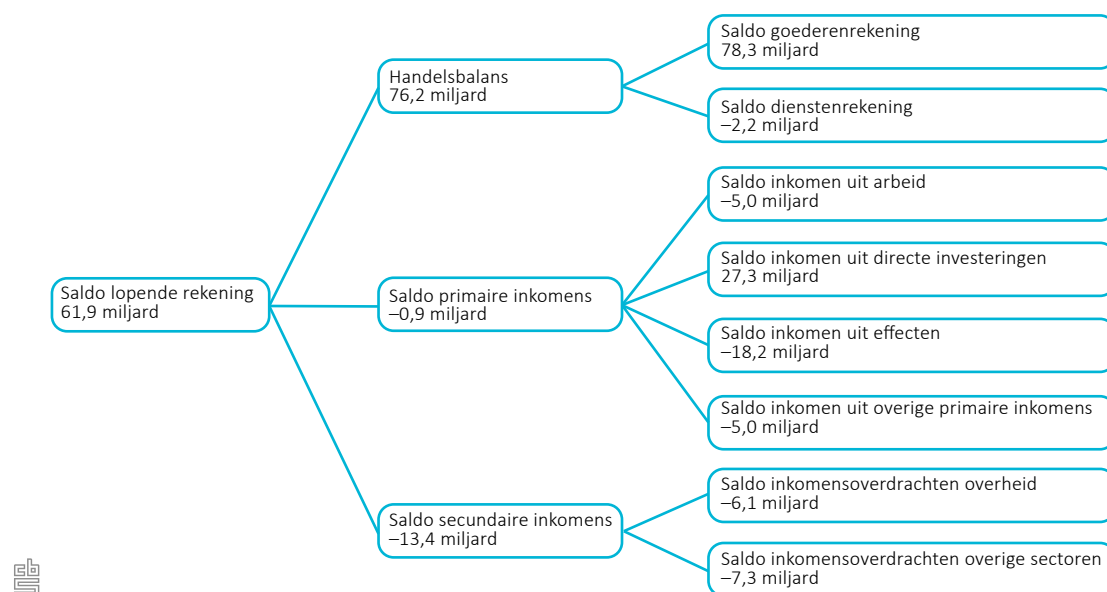 Saldo goederenrekening
78,3 miljard
Handelsbalans
76,2 miljard
Saldo dienstenrekening
–2,2 miljard
Saldo inkomen uit arbeid
–5,0 miljard
Saldo inkomen uit directe investeringen
27,3 miljard
Saldo lopende rekening
61,9 miljard
Saldo primaire inkomens
–0,9 miljard
Saldo inkomen uit effecten
–18,2 miljard
Saldo inkomen uit overige primaire inkomens
–5,0 miljard
Saldo inkomensoverdrachten overheid
–6,1 miljard
Saldo secundaire inkomens
–13,4 miljard
Saldo inkomensoverdrachten overige sectoren
–7,3 miljard
cbs